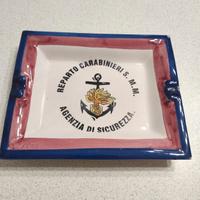 REPARTO CARABINIERI S. M. M.
AGENZIA DI SICUREZZA